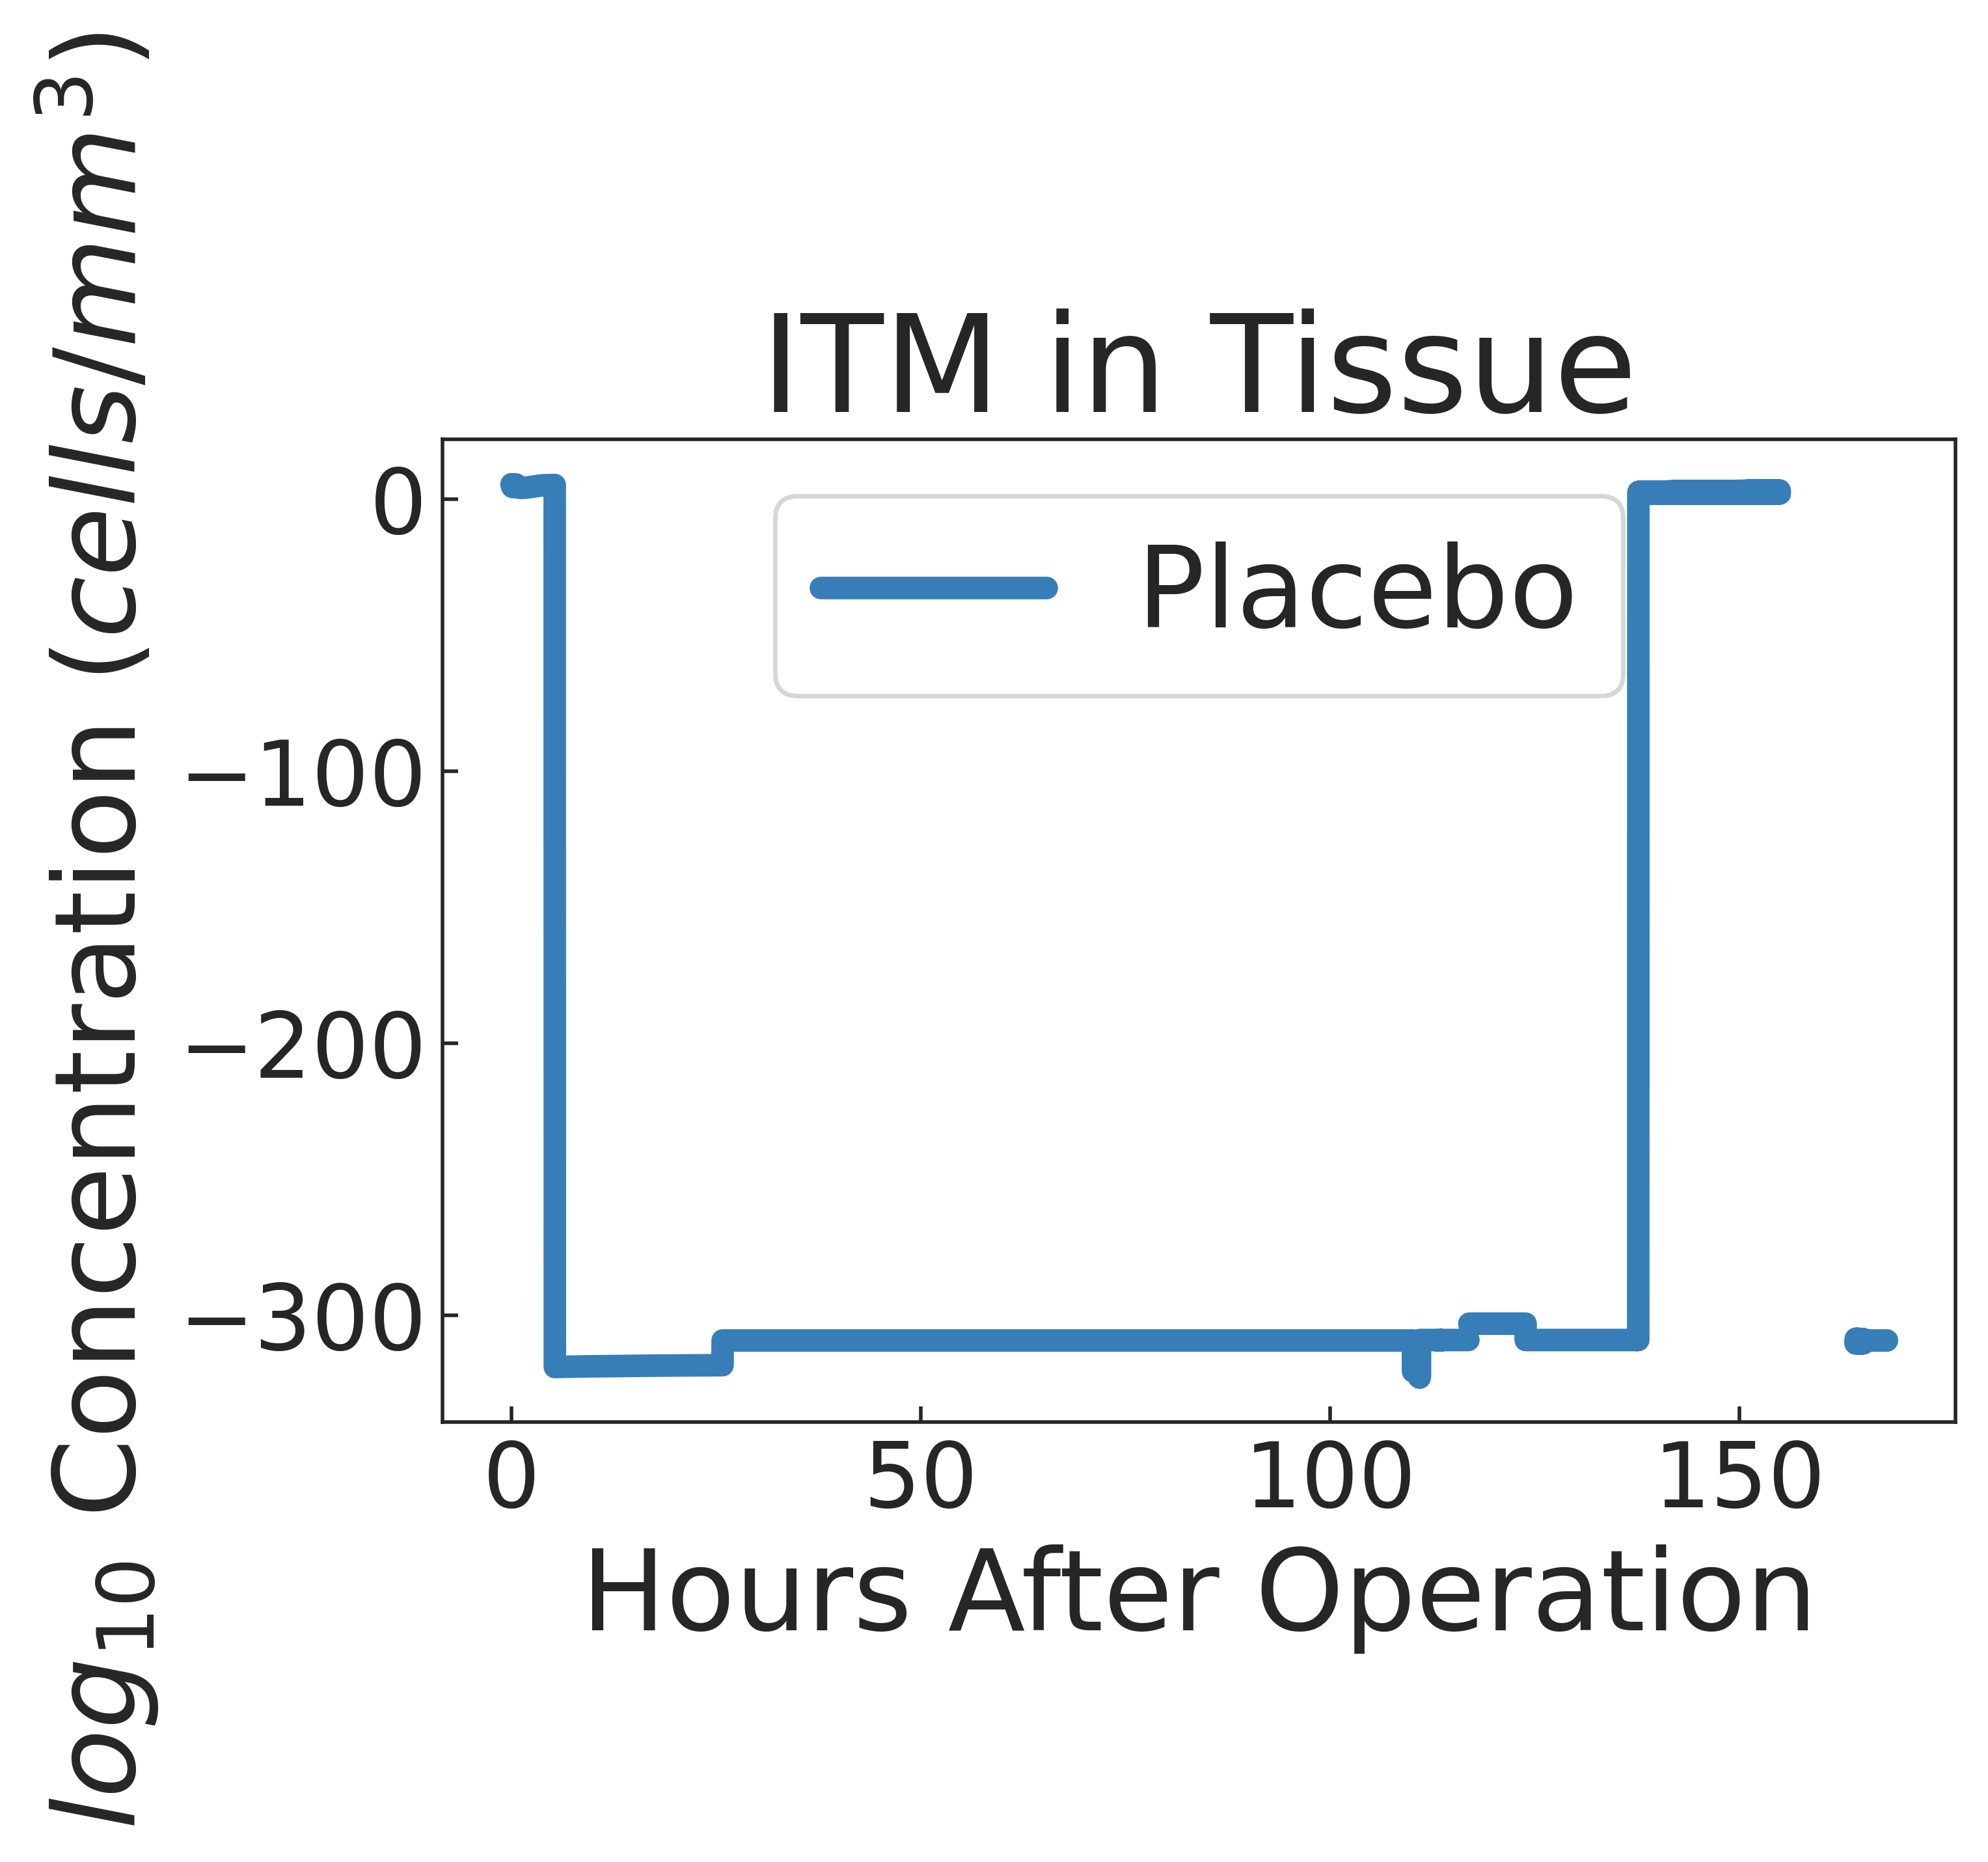 ITM in Tissue
log10 Concentration (cells/mm3)
0
−100
−200
−300
Placebo
0 50 100 150
Hours After Operation